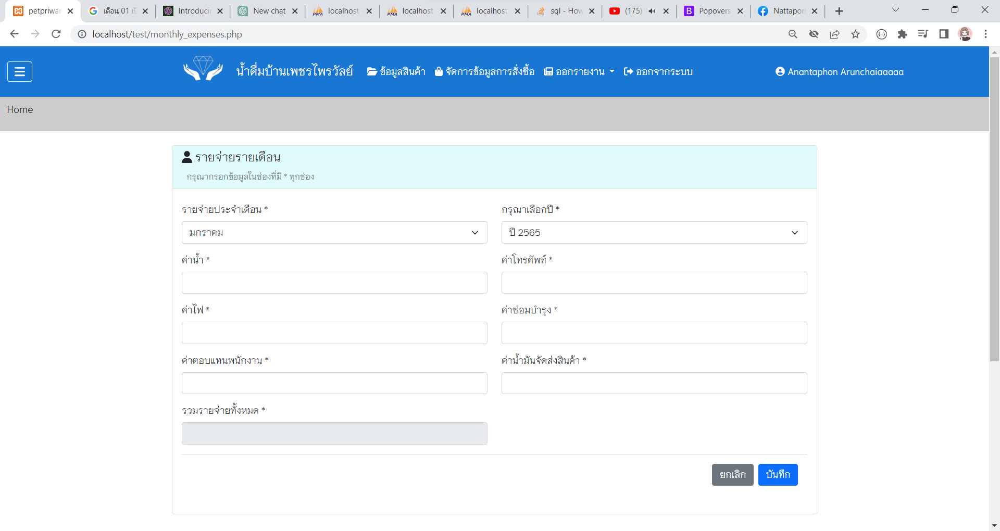 petpriwan
เดือน 01 เป็
Introducin
New chat
localhost
localhost
localhost
sql - How
(175)
Popovers
Nattaporn
localhost/test/monthly_expenses.php
น้ำดื่มบ้านเพชรไพรวัลย์
ข้อมูลสินค้า
จัดการข้อมูลการสั่งซื้อ
ออกรายงาน
ออกจากระบบ
Anantaphon Arunchaiaaaaa
Home
รายจ่ายรายเดือน
กรุณากรอกข้อมูลในช่องที่มี * ทุกช่อง
รายจ่ายประจำเดือน *
กรุณาเลือกปี *
มกราคม
ปี 2565
ค่าน้ำ *
ค่าโทรศัพท์ *
ค่าไฟ *
ค่าซ่อมบำรุง *
ค่าตอบแทนพนักงาน *
ค่าน้ำมันจัดส่งสินค้า *
รวมรายจ่ายทั้งหมด *
ยกเลิก
บันทึก